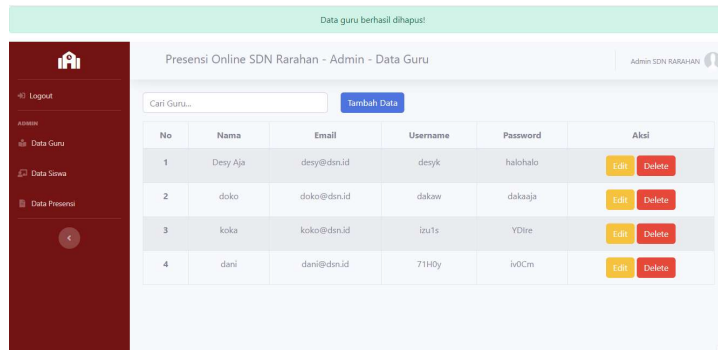 Data guru berhasil dihapus!
Presensi Online SDN Rarahan - Admin - Data Guru
Admin SDN RARAHAN
Logout
ADMIN
Data Guru
Data Siswa
Data Presensi
Cari Guru...
Tambah Data
No Nama Email Username Password Aksi
1 Desy Aja desy@dsn.id desyk halohalo Edit Delete
2 doko doko@dsn.id dakaw dakaaja Edit Delete
3 koka koko@dsn.id izu1s YDIre Edit Delete
4 dani dani@dsn.id 71H0y iv0Cm Edit Delete